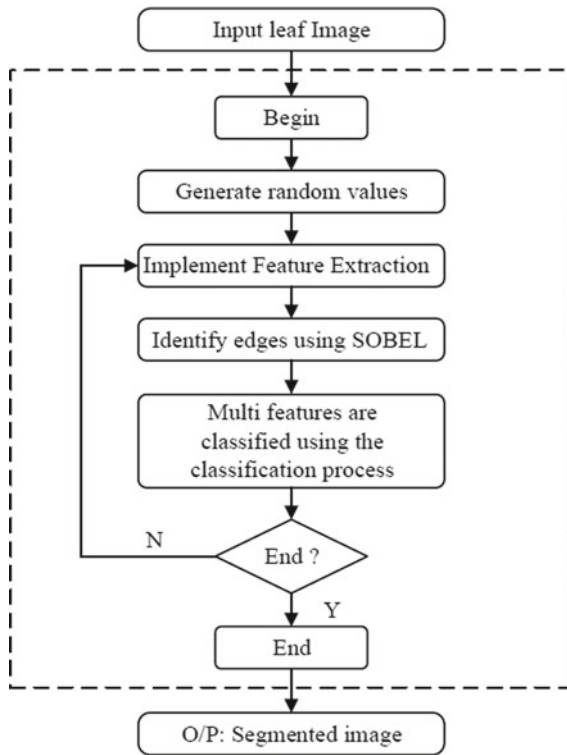 Input leaf Image
Begin
Generate random values
Implement Feature Extraction
Identify edges using SOBEL
Multi features are
classified using the
classification process
N
End ?
Y
End
O/P: Segmented image